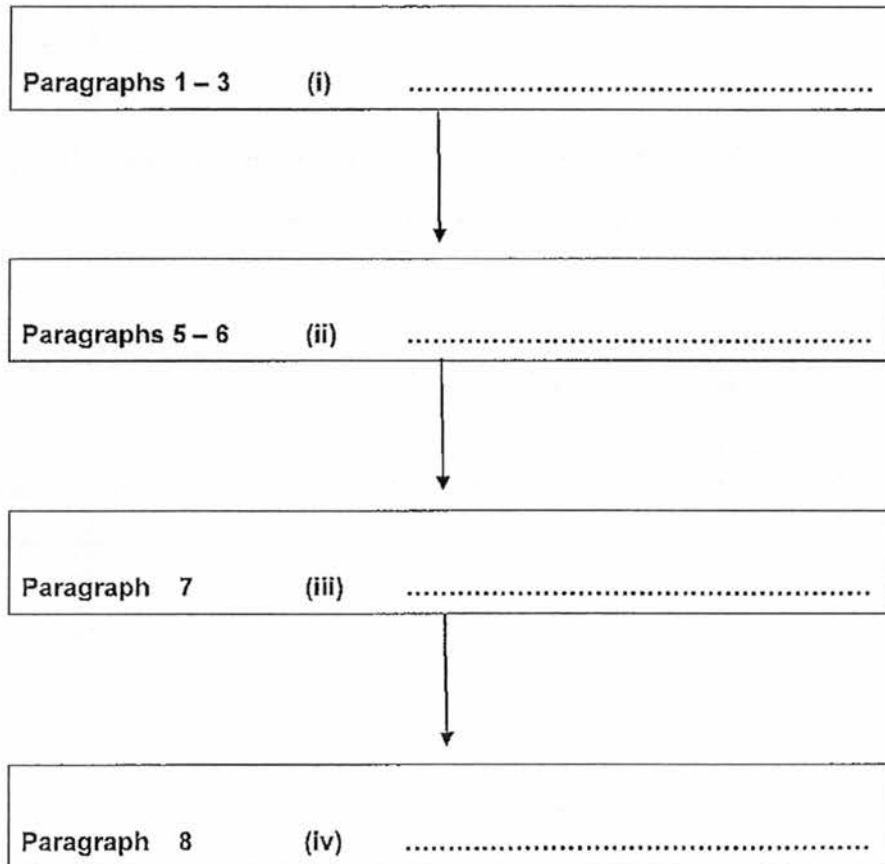 Paragraphs 1 – 3 (i) ................................................................
Paragraphs 5 – 6 (ii) ................................................................
Paragraph 7 (iii) ................................................................
Paragraph 8 (iv) ................................................................